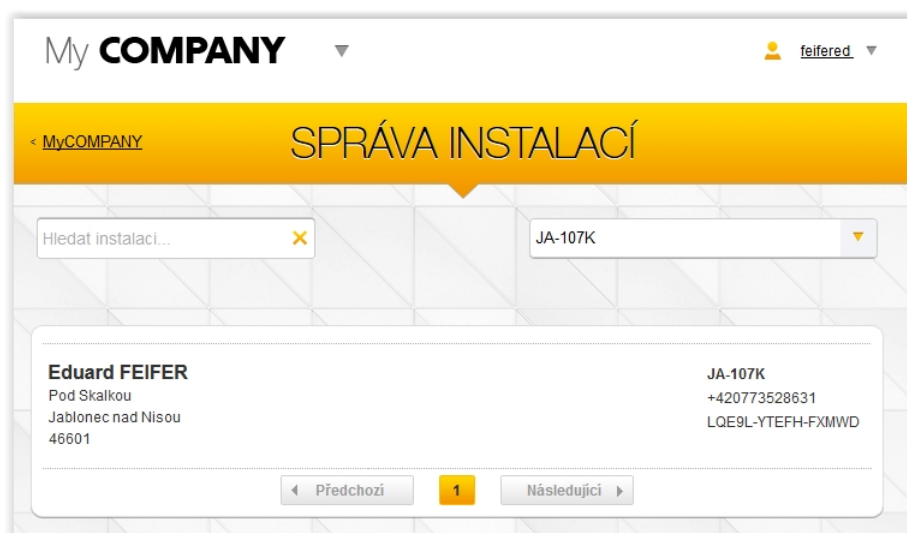 My COMPANY
feifered
< MyCOMPANY
SPRÁVA INSTALACÍ
Hledat instalaci...
JA-107K
Eduard FEIFER
Pod Skalkou
Jablonec nad Nisou
46601
JA-107K
+420773528631
LQE9L-YTEFH-FXMWD
Předchozí
1
Následující